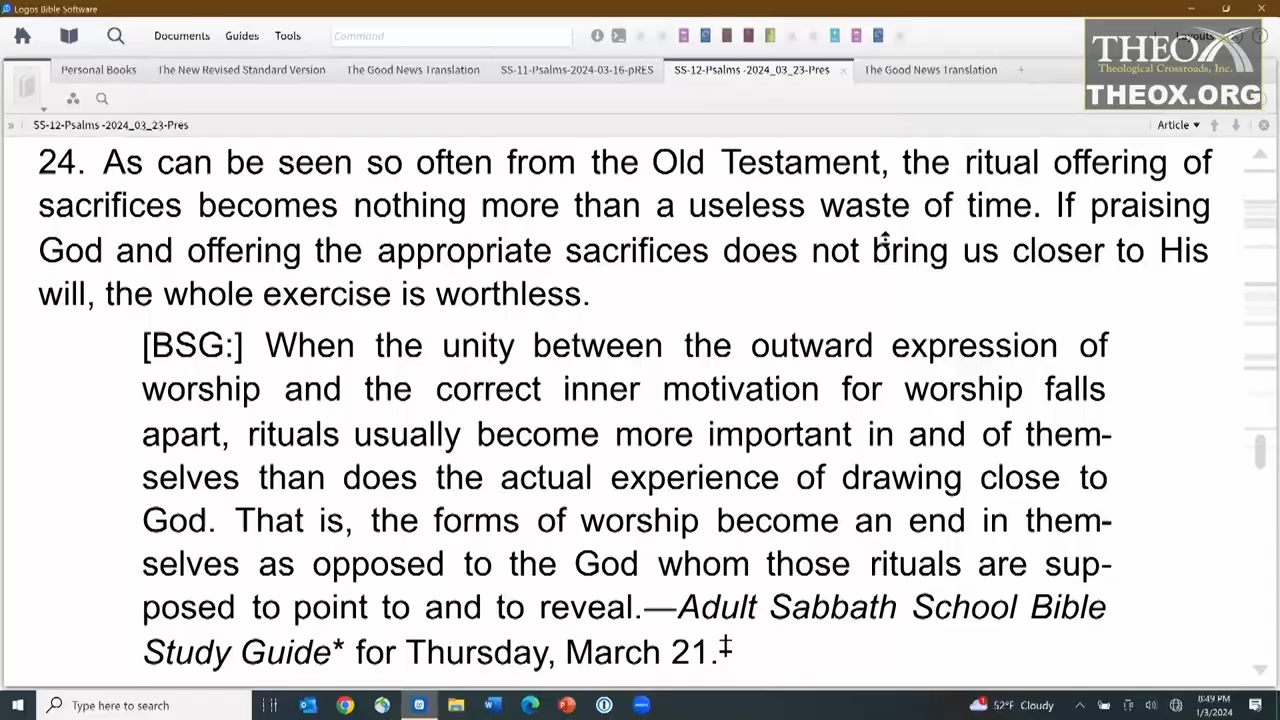 Logos Bible Software
Documents Guides Tools Command Layouts
THEOX
Theological Crossroads, Inc.
THEOX.ORG
Personal Books The New Revised Standard Version The Good News Translation SS 11-Psalms-2024-03-16-pRES SS-12-Psalms -2024_03_23-Pres The Good News Translation
SS-12-Psalms -2024_03_23-Pres Article
24. As can be seen so often from the Old Testament, the ritual offering of
sacrifices becomes nothing more than a useless waste of time. If praising
God and offering the appropriate sacrifices does not bring us closer to His
will, the whole exercise is worthless.
[BSG:] When the unity between the outward expression of
worship and the correct inner motivation for worship falls
apart, rituals usually become more important in and of them-
selves than does the actual experience of drawing close to
God. That is, the forms of worship become an end in them-
selves as opposed to the God whom those rituals are sup-
posed to point to and to reveal.—Adult Sabbath School Bible
Study Guide* for Thursday, March 21.‡
Type here to search
52°F Cloudy
8:49 PM
1/3/2024